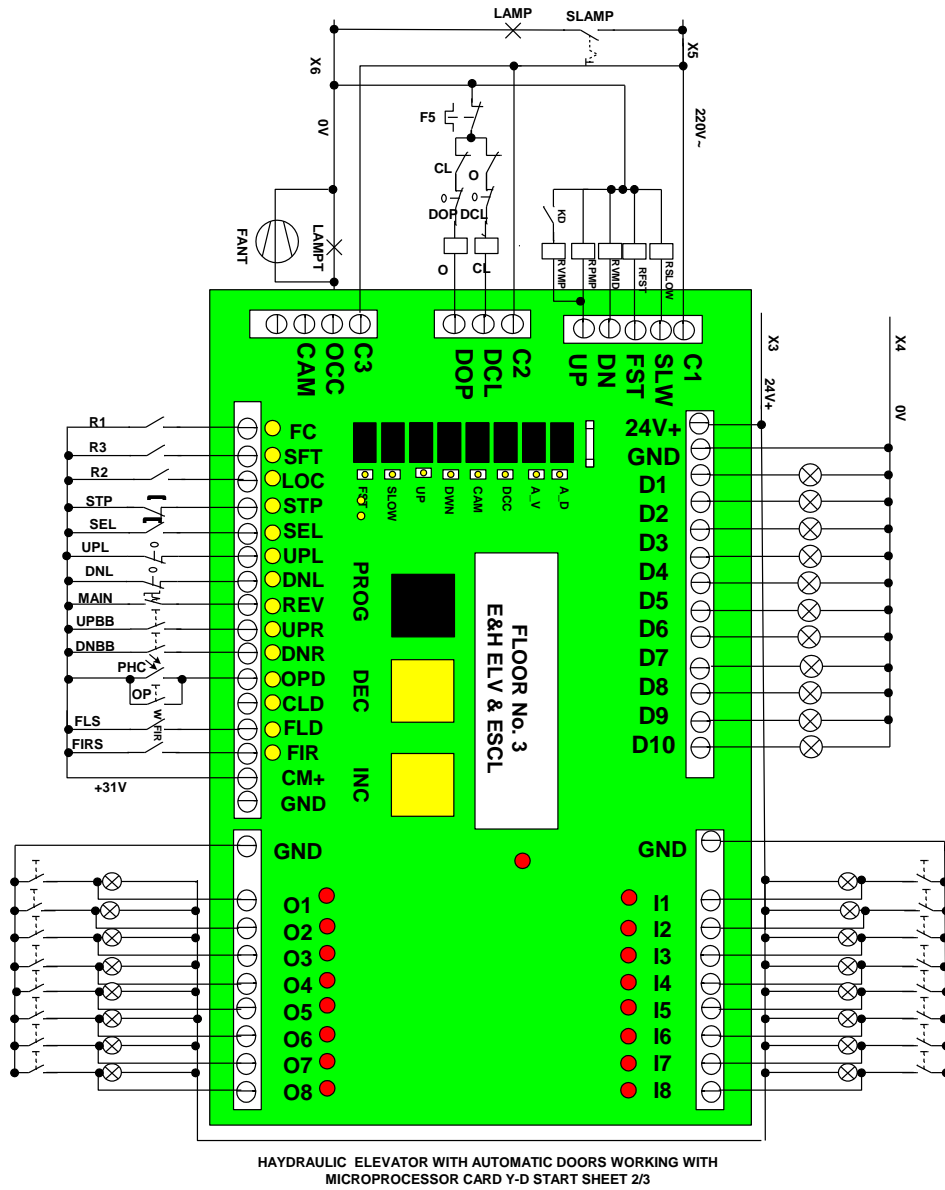 LAMP SLAMP
X6
X5
F5
0V
220V~
CL O
DOP DCL
KD
FANT
LAMPT
O CL
RVMP RPMP RVMD RFST RSLOW
X3 X4
24V+ 0V
CAM OCC C3
DOP DCL C2
UP DN FST SLW C1
R1 FC
R3 SFT
R2 LOC
STP STP
SEL SEL
UPL UPL
DNL DNL
MAIN REV
UPBB UPR
DNBB DNR
PHC OPD
OP CLD
W FIR
FLS FLD
FIRS FIR
CM+
+31V
GND
FST SLOW UP DWN CAM DCC A_V A_D
PROG
DEC
INC
FLOOR No. 3
E&H ELV & ESCL
24V+
GND
D1
D2
D3
D4
D5
D6
D7
D8
D9
D10
GND GND
O1 I1
O2 I2
O3 I3
O4 I4
O5 I5
O6 I6
O7 I7
O8 I8
HAYDRAULIC ELEVATOR WITH AUTOMATIC DOORS WORKING WITH
MICROPROCESSOR CARD Y-D START SHEET 2/3